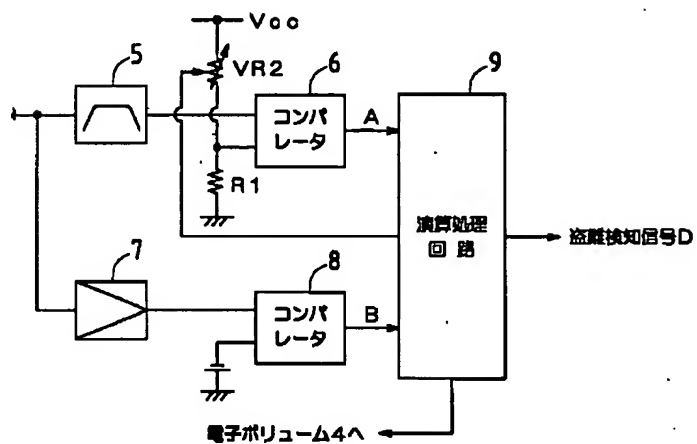 Vcc
5
VR2
6
9
コンパ
レータ
A
R1
演算処理
回路
盗難検知信号D
7
8
コンパ
レータ
B
電子ボリューム4へ